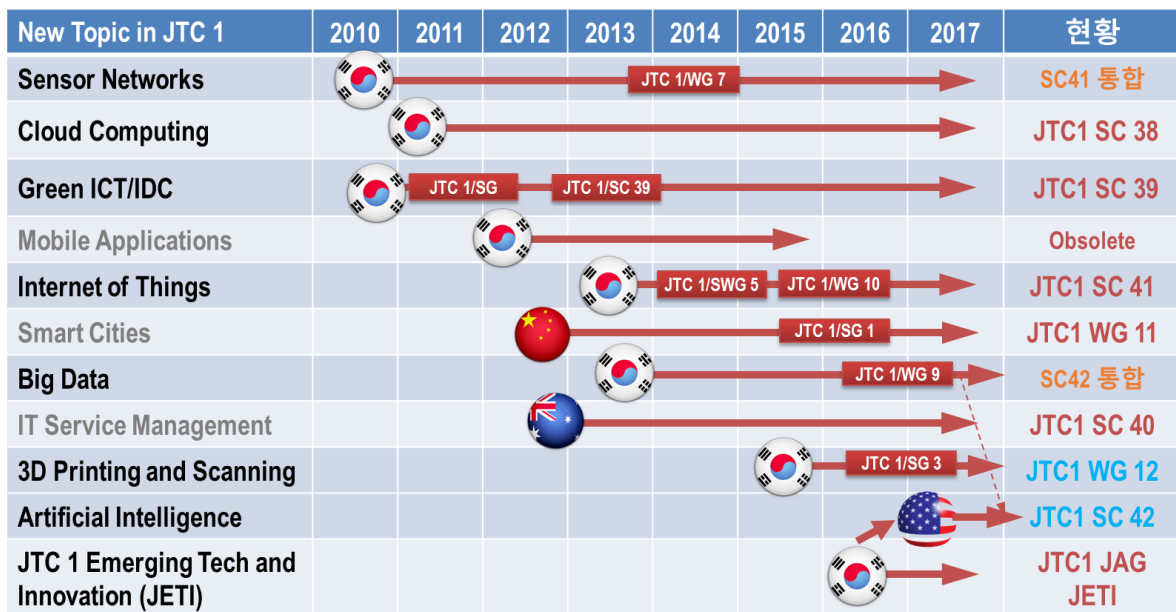 New Topic in JTC 1 2010 2011 2012 2013 2014 2015 2016 2017 현황
Sensor Networks JTC 1/WG 7 SC41 통합
Cloud Computing JTC1 SC 38
Green ICT/IDC JTC 1/SG JTC 1/SC 39 JTC1 SC 39
Mobile Applications Obsolete
Internet of Things JTC 1/SWG 5 JTC 1/WG 10 JTC1 SC 41
Smart Cities JTC 1/SG 1 JTC1 WG 11
Big Data JTC 1/WG 9 SC42 통합
IT Service Management JTC1 SC 40
3D Printing and Scanning JTC 1/SG 3 JTC1 WG 12
Artificial Intelligence JTC1 SC 42
JTC 1 Emerging Tech and JTC1 JAG
Innovation (JETI) JETI